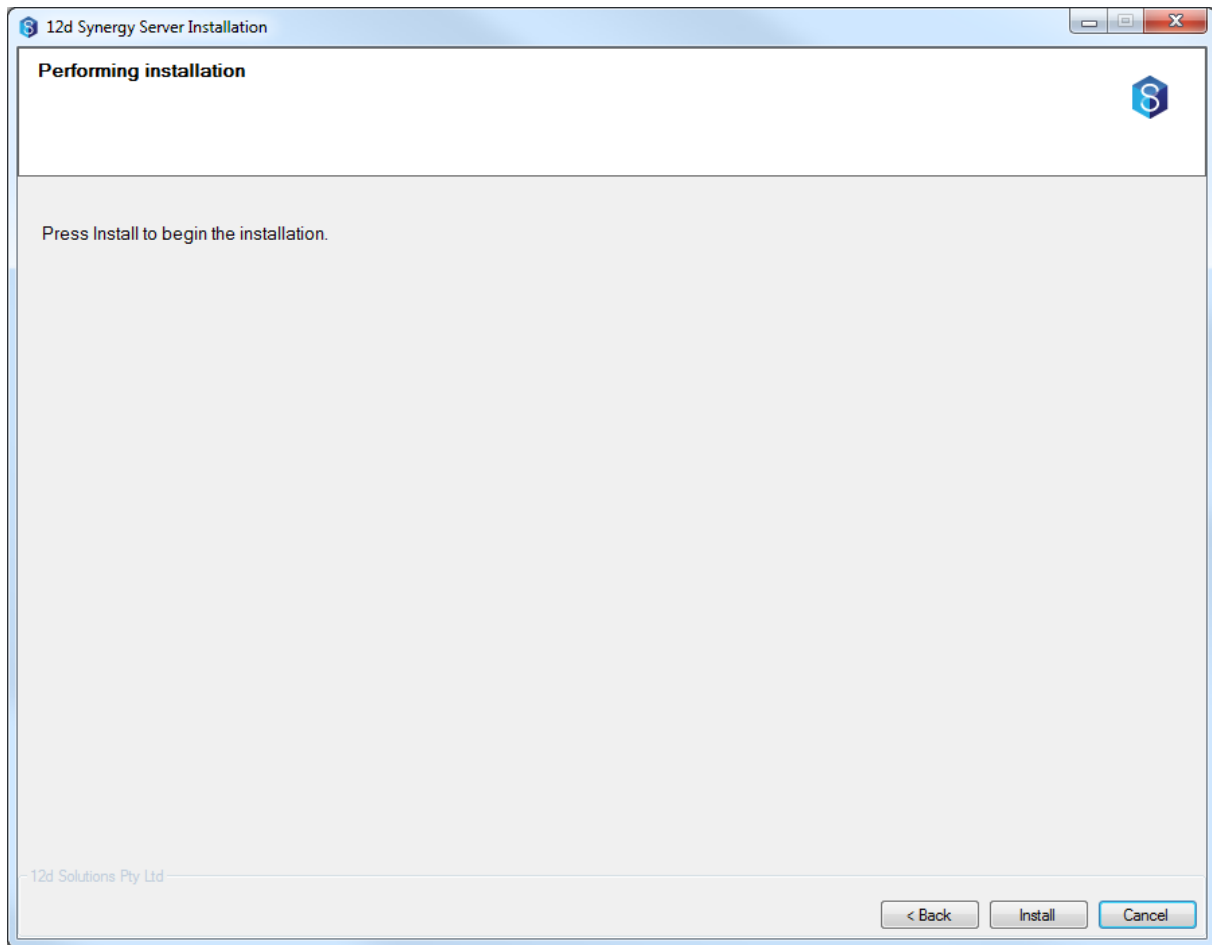 12d Synergy Server Installation
Performing installation
Press Install to begin the installation.
12d Solutions Pty Ltd
< Back Install Cancel